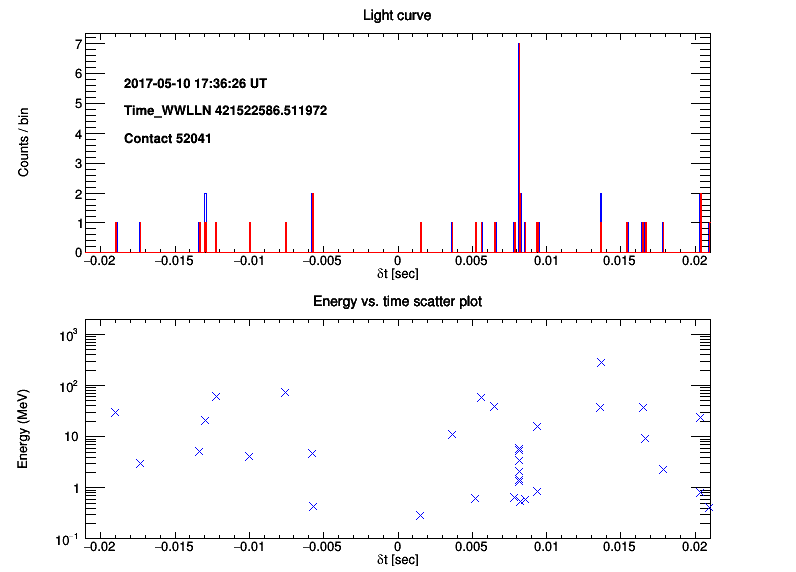 Light curve
Counts / bin
7
6
5
4
3
2
1
0
2017-05-10 17:36:26 UT
Time_WWLLN 421522586.511972
Contact 52041
−0.02 −0.015 −0.01 −0.005 0 0.005 0.01 0.015 0.02
δt [sec]
Energy vs. time scatter plot
Energy (MeV)
10³
10²
10
1
10⁻¹
−0.02 −0.015 −0.01 −0.005 0 0.005 0.01 0.015 0.02
δt [sec]